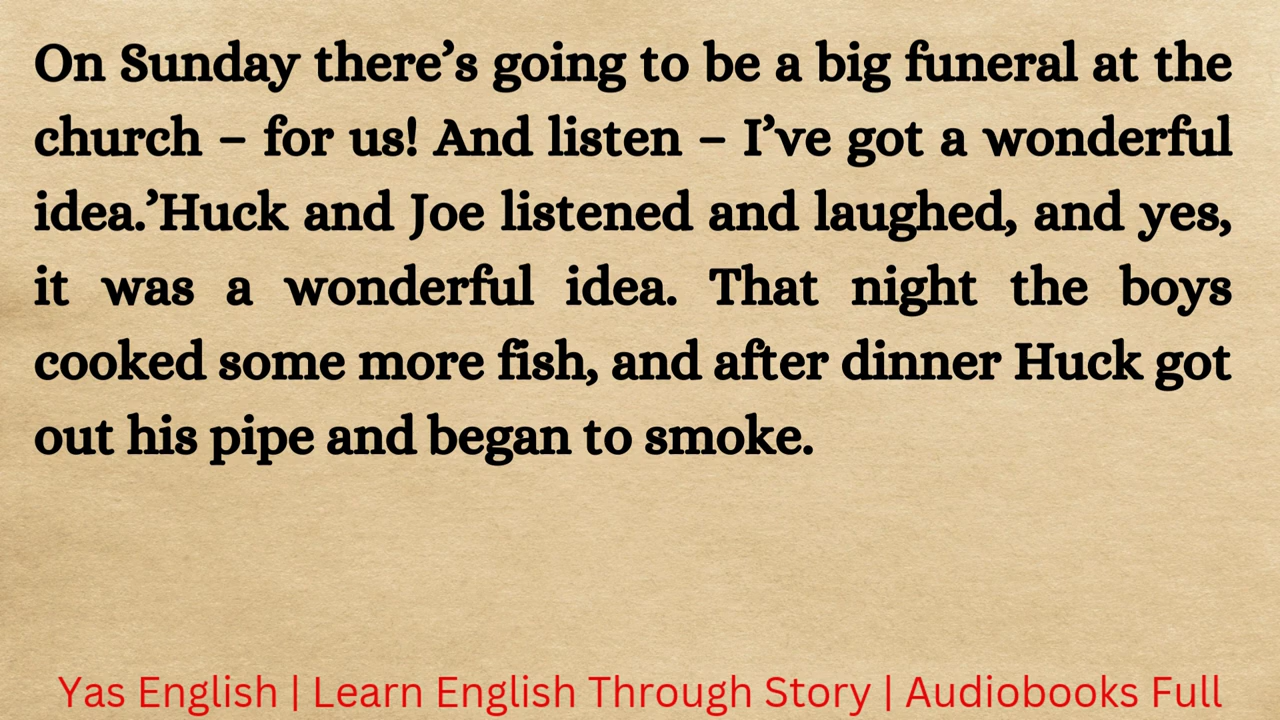 On Sunday there’s going to be a big funeral at the
church – for us! And listen – I’ve got a wonderful
idea.’Huck and Joe listened and laughed, and yes,
it was a wonderful idea. That night the boys
cooked some more fish, and after dinner Huck got
out his pipe and began to smoke.
Yas English | Learn English Through Story | Audiobooks Full